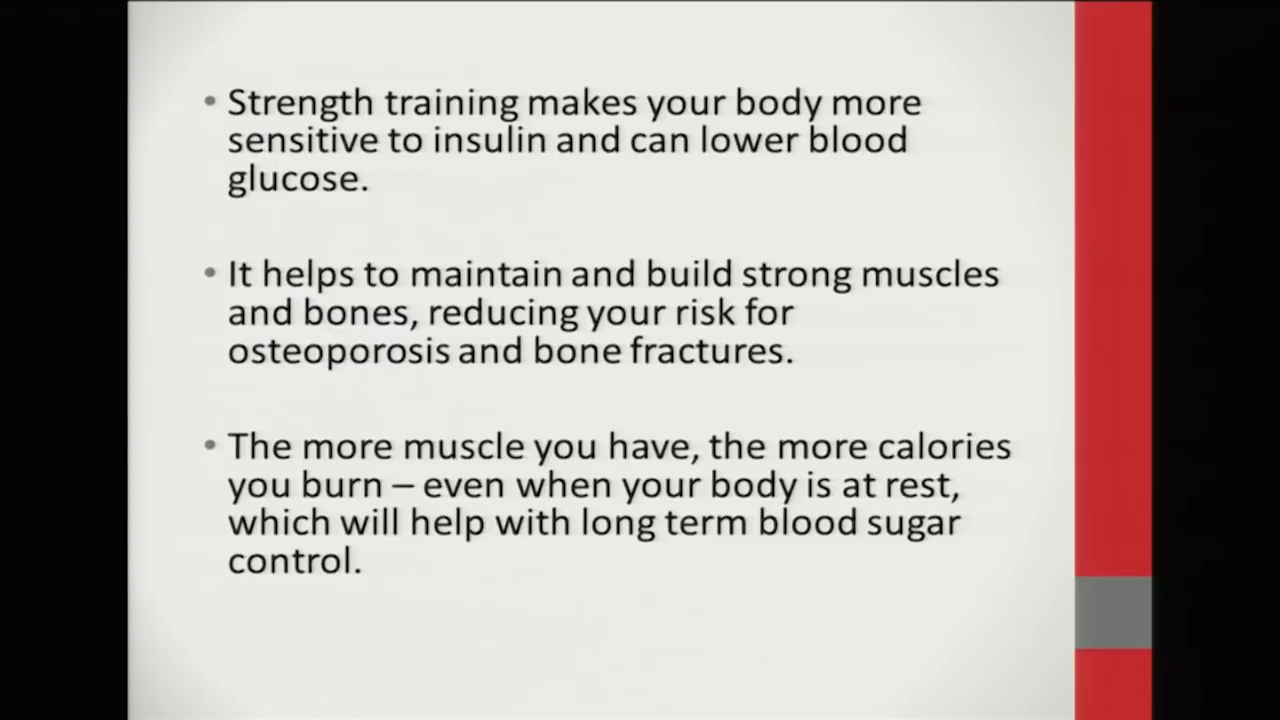 • Strength training makes your body more
sensitive to insulin and can lower blood
glucose.
• It helps to maintain and build strong muscles
and bones, reducing your risk for
osteoporosis and bone fractures.
• The more muscle you have, the more calories
you burn – even when your body is at rest,
which will help with long term blood sugar
control.